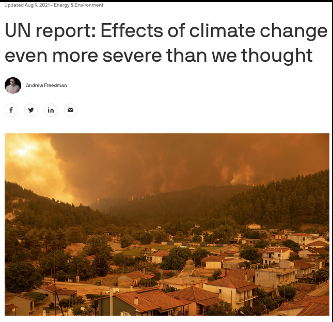 Updated Aug 9, 2021 - Energy & Environment
UN report: Effects of climate change
even more severe than we thought
Andrew Freedman